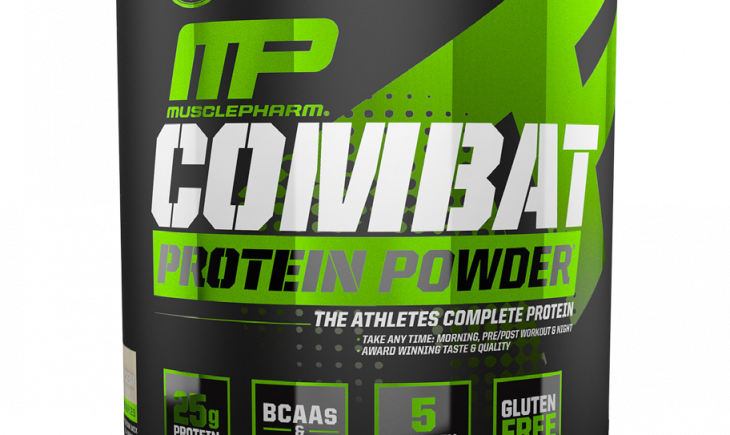 MP
MUSCLEPHARM®
COMBAT
PROTEIN POWDER
THE ATHLETES COMPLETE PROTEIN
· TAKE ANY TIME: MORNING, PRE/POST WORKOUT & NIGHT
· AWARD WINNING TASTE & QUALITY
25g
PROTEIN
BCAAS
&
5
GLUTEN
FREE